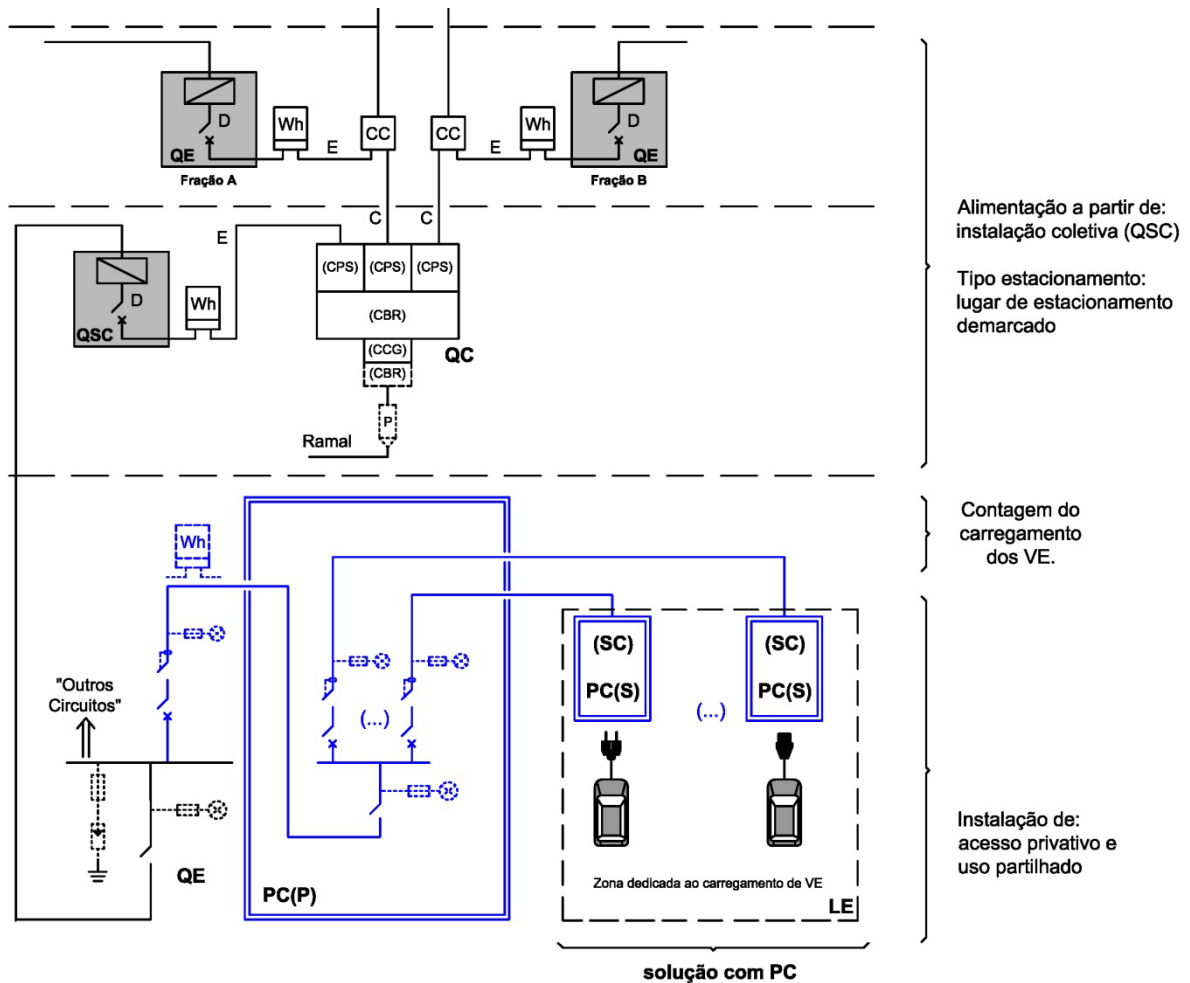 D
Wh
E
CC
CC
E
Wh
D
QE
QE
Fração A
Fração B
C
C
E
Alimentação a partir de:
instalação coletiva (QSC)
Tipo estacionamento:
lugar de estacionamento
demarcado
(CPS)
(CPS)
(CPS)
D
Wh
QSC
(CBR)
(CCG)
QC
(CBR)
P
Ramal
Contagem do
carregamento
dos VE.
Wh
(SC)
PC(S)
(...)
(SC)
PC(S)
"Outros
Circuitos"
(...)
QE
PC(P)
Zona dedicada ao carregamento de VE
LE
Instalação de:
acesso privativo e
uso partilhado
solução com PC